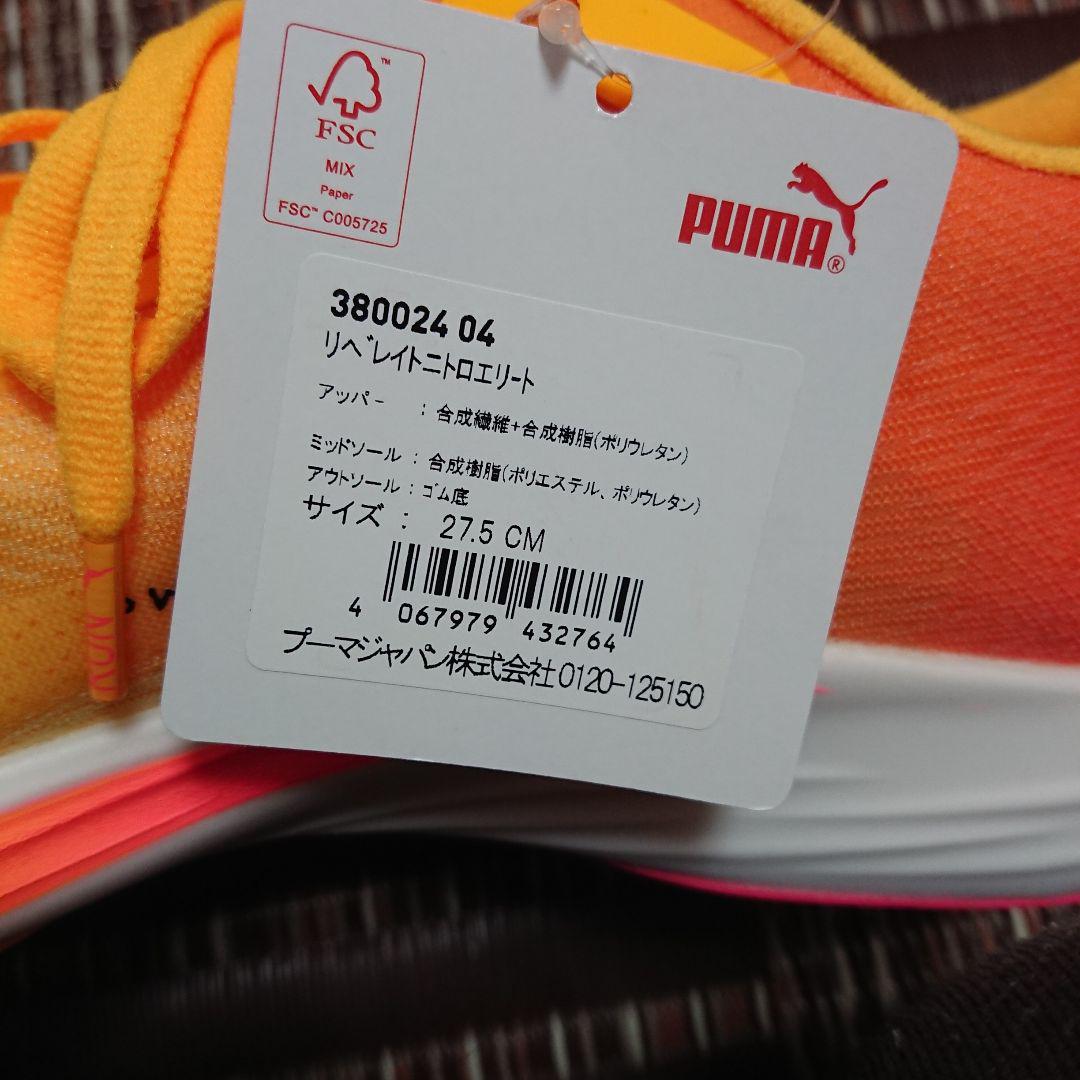 FSC™
MIX
Paper
FSC™ C005725
PUMA®
380024 04
リベレイトニトロエリート
アッパー : 合成繊維+合成樹脂(ポリウレタン)
ミッドソール : 合成樹脂(ポリエステル、ポリウレタン)
アウトソール : ゴム底
サイズ : 27.5 CM
4 067979 432764
プーマジャパン株式会社 0120-125150